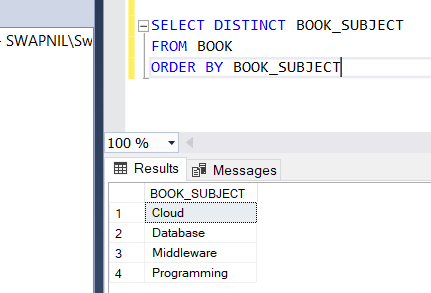 SWAPNIL\Sw
SELECT DISTINCT BOOK_SUBJECT
FROM BOOK
ORDER BY BOOK_SUBJECT
100 %
Results Messages
BOOK_SUBJECT
1 Cloud
2 Database
3 Middleware
4 Programming